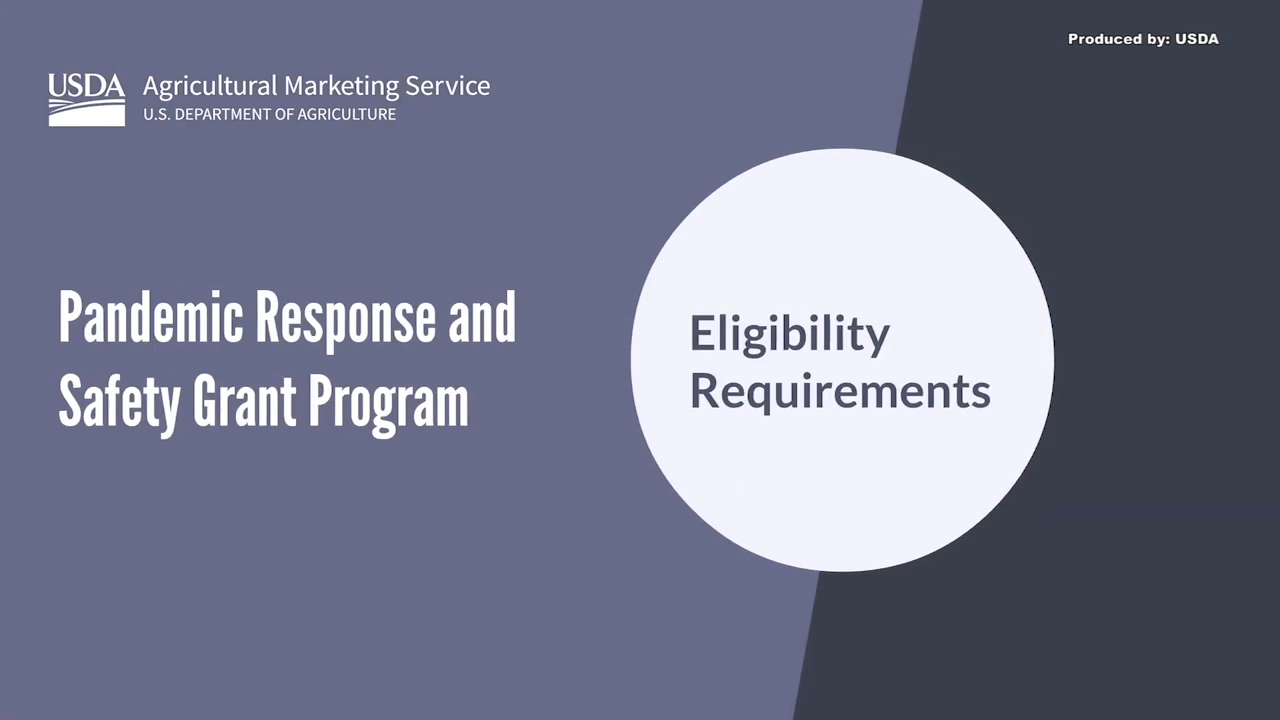 Produced by: USDA
USDA
Agricultural Marketing Service
U.S. DEPARTMENT OF AGRICULTURE
Pandemic Response and
Safety Grant Program
Eligibility
Requirements